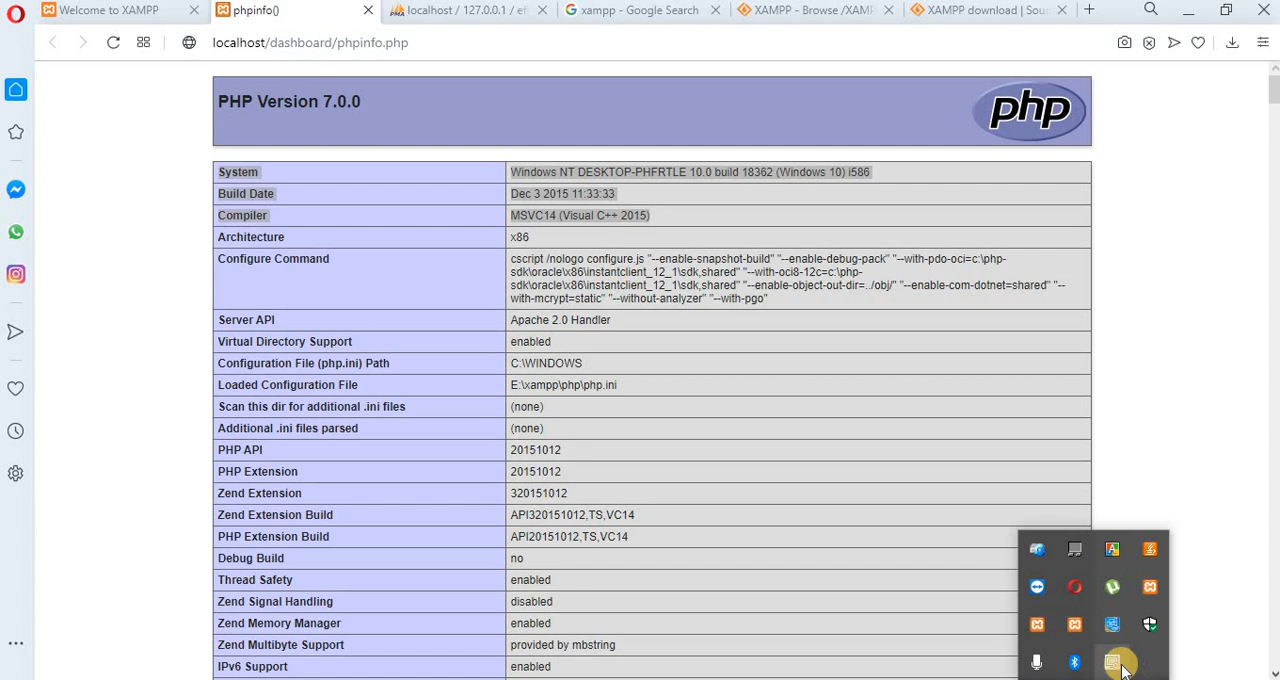 Welcome to XAMPP
phpinfo()
localhost / 127.0.0.1 / ef
xampp - Google Search
XAMPP - Browse /XAMP
XAMPP download | Sou
localhost/dashboard/phpinfo.php
PHP Version 7.0.0
php
System Windows NT DESKTOP-PHFRTLE 10.0 build 18362 (Windows 10) i586
Build Date Dec 3 2015 11:33:33
Compiler MSVC14 (Visual C++ 2015)
Architecture x86
Configure Command cscript /nologo configure.js "--enable-snapshot-build" "--enable-debug-pack" "--with-pdo-oci=c:\php-
sdk\oracle\x86\instantclient_12_1\sdk,shared" "--with-oci8-12c=c:\php-
sdk\oracle\x86\instantclient_12_1\sdk,shared" "--enable-object-out-dir=../obj/" "--enable-com-dotnet=shared" "--
with-mcrypt=static" "--without-analyzer" "--with-pgo"
Server API Apache 2.0 Handler
Virtual Directory Support enabled
Configuration File (php.ini) Path C:\WINDOWS
Loaded Configuration File E:\xampp\php\php.ini
Scan this dir for additional .ini files (none)
Additional .ini files parsed (none)
PHP API 20151012
PHP Extension 20151012
Zend Extension 320151012
Zend Extension Build API320151012,TS,VC14
PHP Extension Build API20151012,TS,VC14
Debug Build no
Thread Safety enabled
Zend Signal Handling disabled
Zend Memory Manager enabled
Zend Multibyte Support provided by mbstring
IPv6 Support enabled